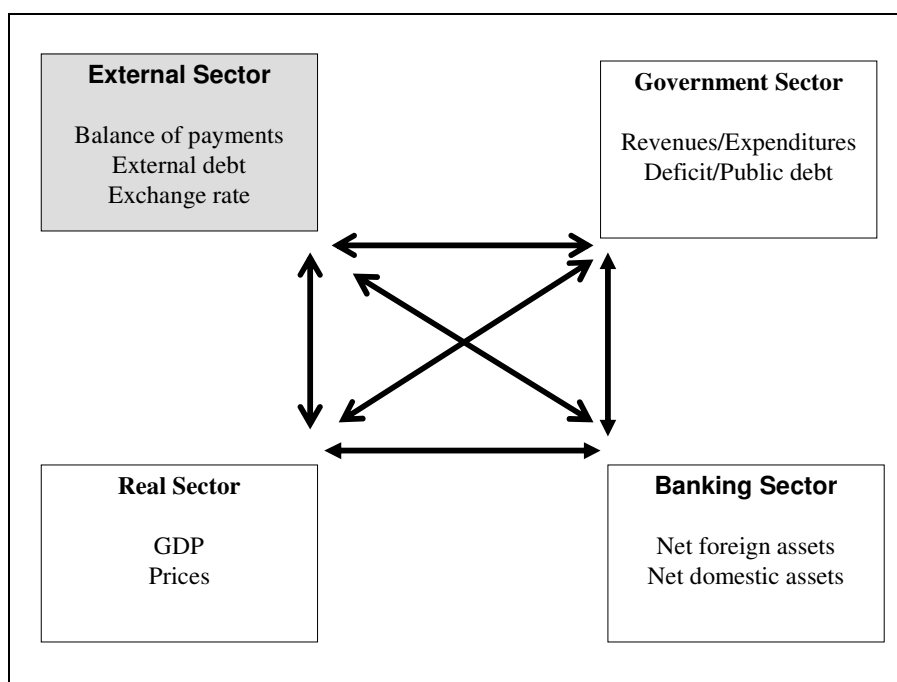 External Sector
Balance of payments
External debt
Exchange rate
Government Sector
Revenues/Expenditures
Deficit/Public debt
Real Sector
GDP
Prices
Banking Sector
Net foreign assets
Net domestic assets